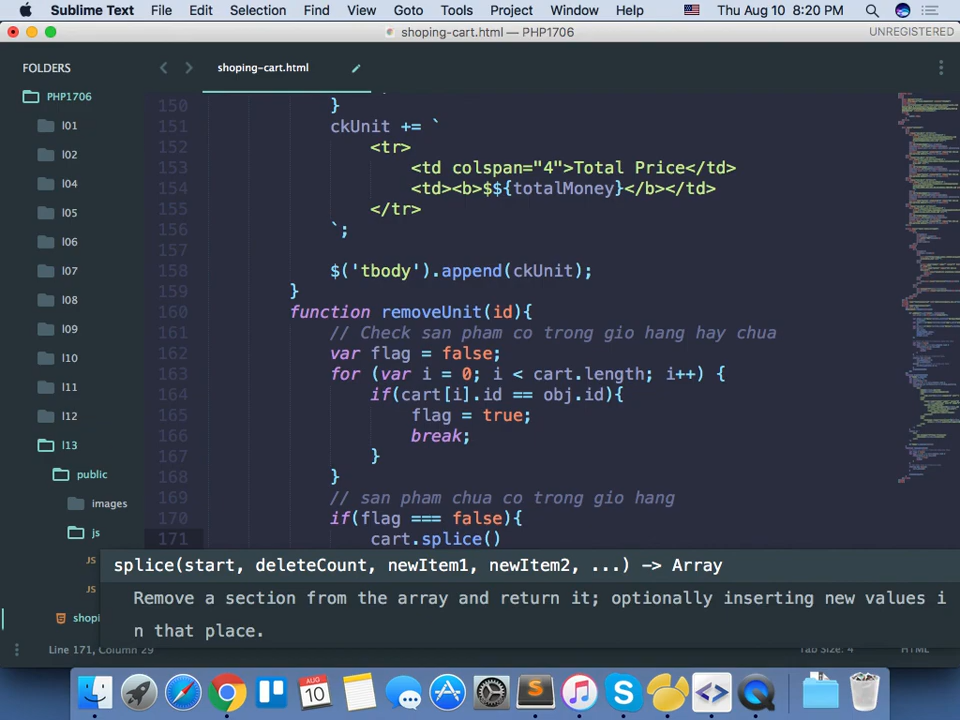 Sublime Text File Edit Selection Find View Goto Tools Project Window Help Thu Aug 10 8:20 PM
shoping-cart.html — PHP1706 UNREGISTERED
FOLDERS
PHP1706
l01
l02
l04
l05
l06
l07
l08
l09
l10
l11
l12
l13
public
images
js
JS
JS
shopi
shoping-cart.html
150 }
151 ckUnit += `
152 <tr>
153 <td colspan="4">Total Price</td>
154 <td><b>$${totalMoney}</b></td>
155 </tr>
156 `;
157
158 $('tbody').append(ckUnit);
159 }
160 function removeUnit(id){
161 // Check san pham co trong gio hang hay chua
162 var flag = false;
163 for (var i = 0; i < cart.length; i++) {
164 if(cart[i].id == obj.id){
165 flag = true;
166 break;
167 }
168 }
169 // san pham chua co trong gio hang
170 if(flag === false){
171 cart.splice()
splice(start, deleteCount, newItem1, newItem2, ...) -> Array
Remove a section from the array and return it; optionally inserting new values i
n that place.
Line 171, Column 29 Tab Size: 4 HTML
AUG
10